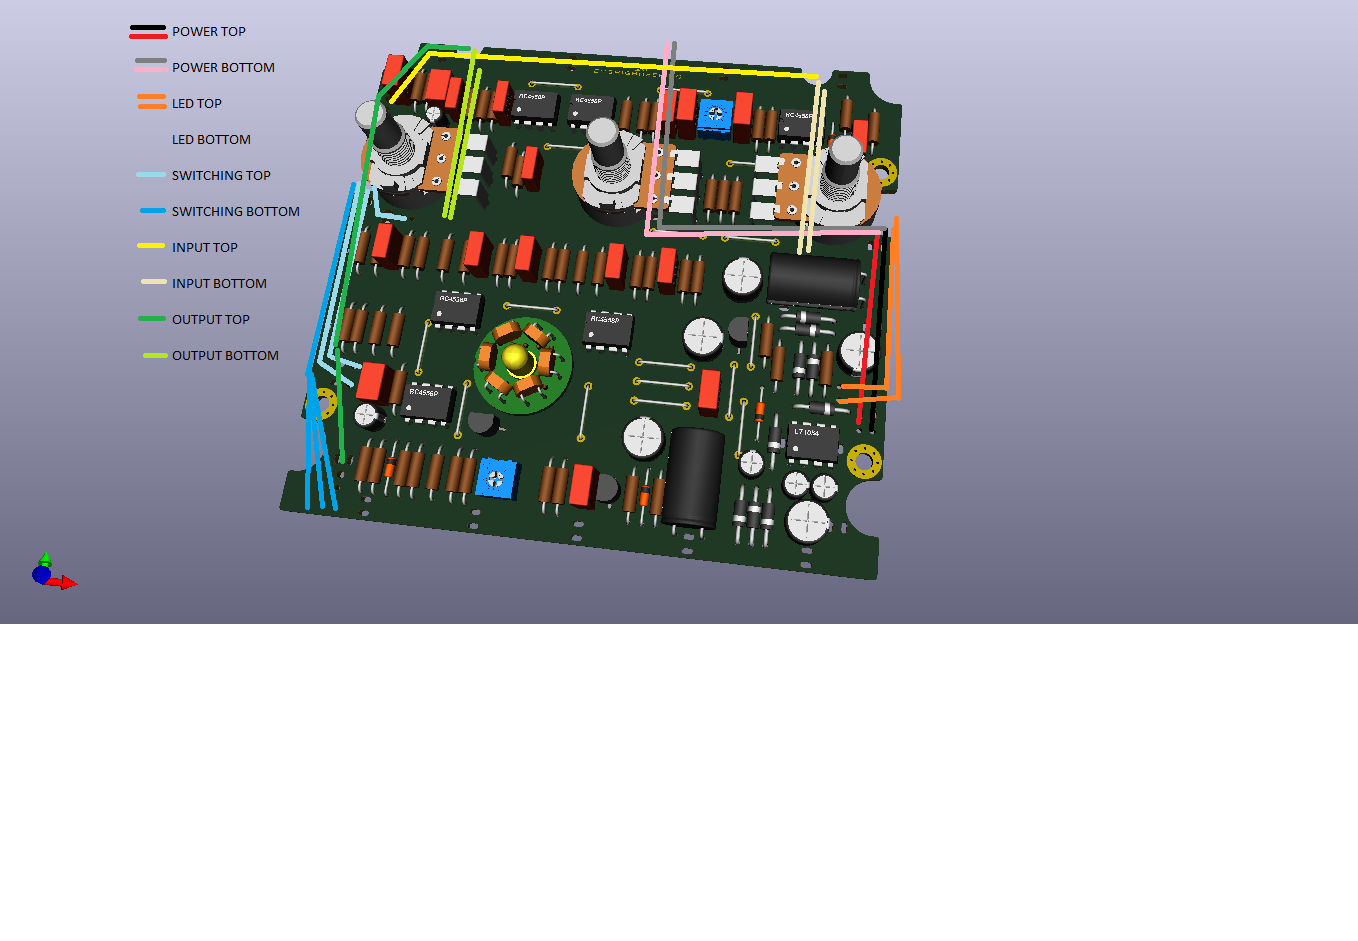 POWER TOP
POWER BOTTOM
LED TOP
LED BOTTOM
SWITCHING TOP
SWITCHING BOTTOM
INPUT TOP
INPUT BOTTOM
OUTPUT TOP
OUTPUT BOTTOM
RC4558P
RC4558P
RC4558P
RC4558P
RC4558P
RC4558P
LT1054